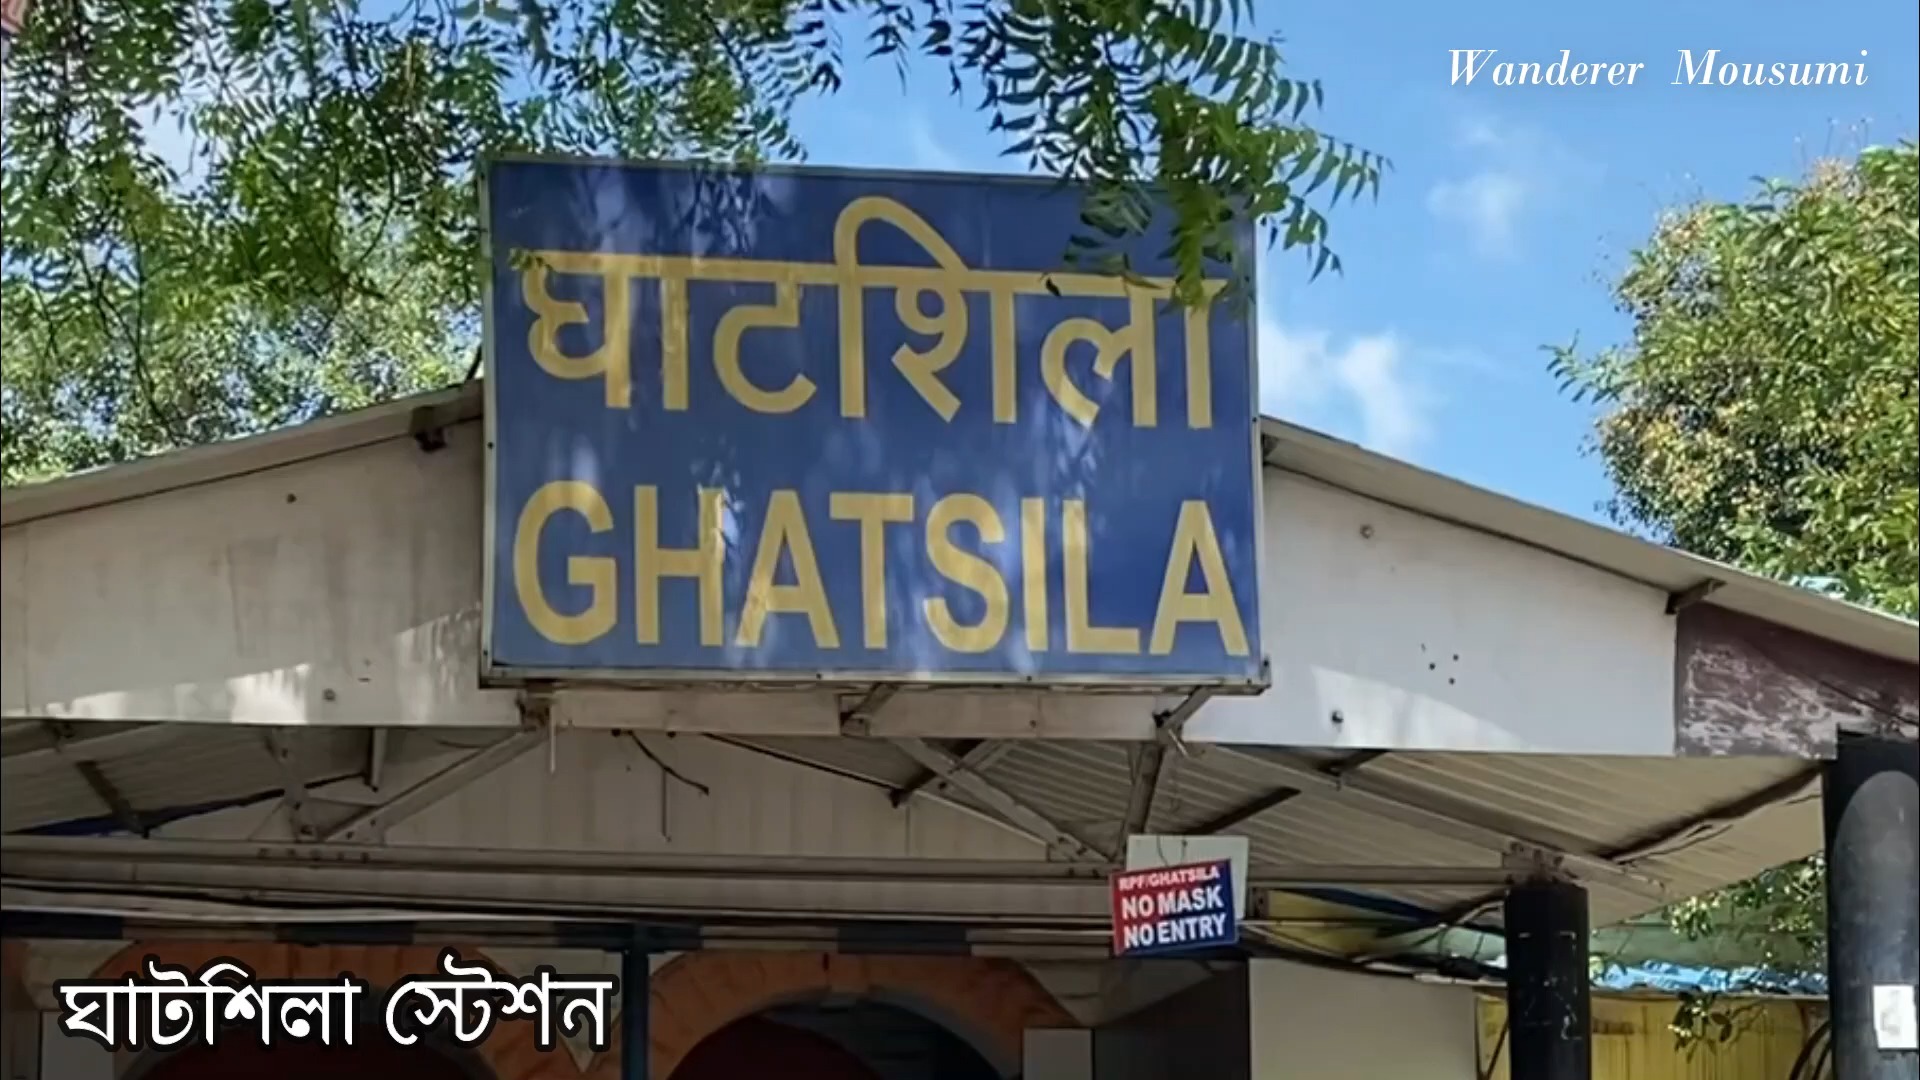 Wanderer Mousumi
घाटशिला
GHATSILA
RPF/GHATSILA
NO MASK
NO ENTRY
ঘাটশিলা স্টেশন